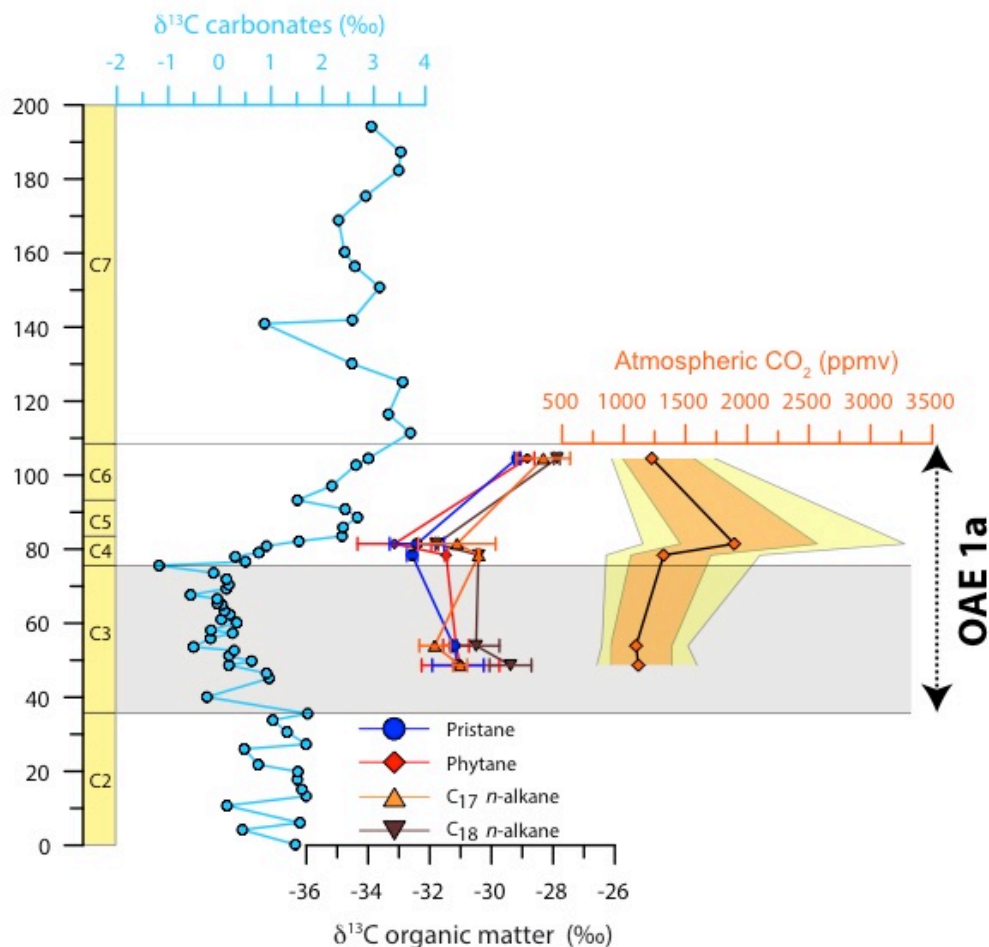 δ¹³C carbonates (‰)
-2 -1 0 1 2 3 4
200
180
C7
160
140
Atmospheric CO₂ (ppmv)
120
500 1000 1500 2000 2500 3000 3500
100
C6
C5
80
C4
OAE 1a
60
C3
40
Pristane
Phytane
20
C2
C₁₇ n-alkane
C₁₈ n-alkane
0
-36 -34 -32 -30 -28 -26
δ¹³C organic matter (‰)